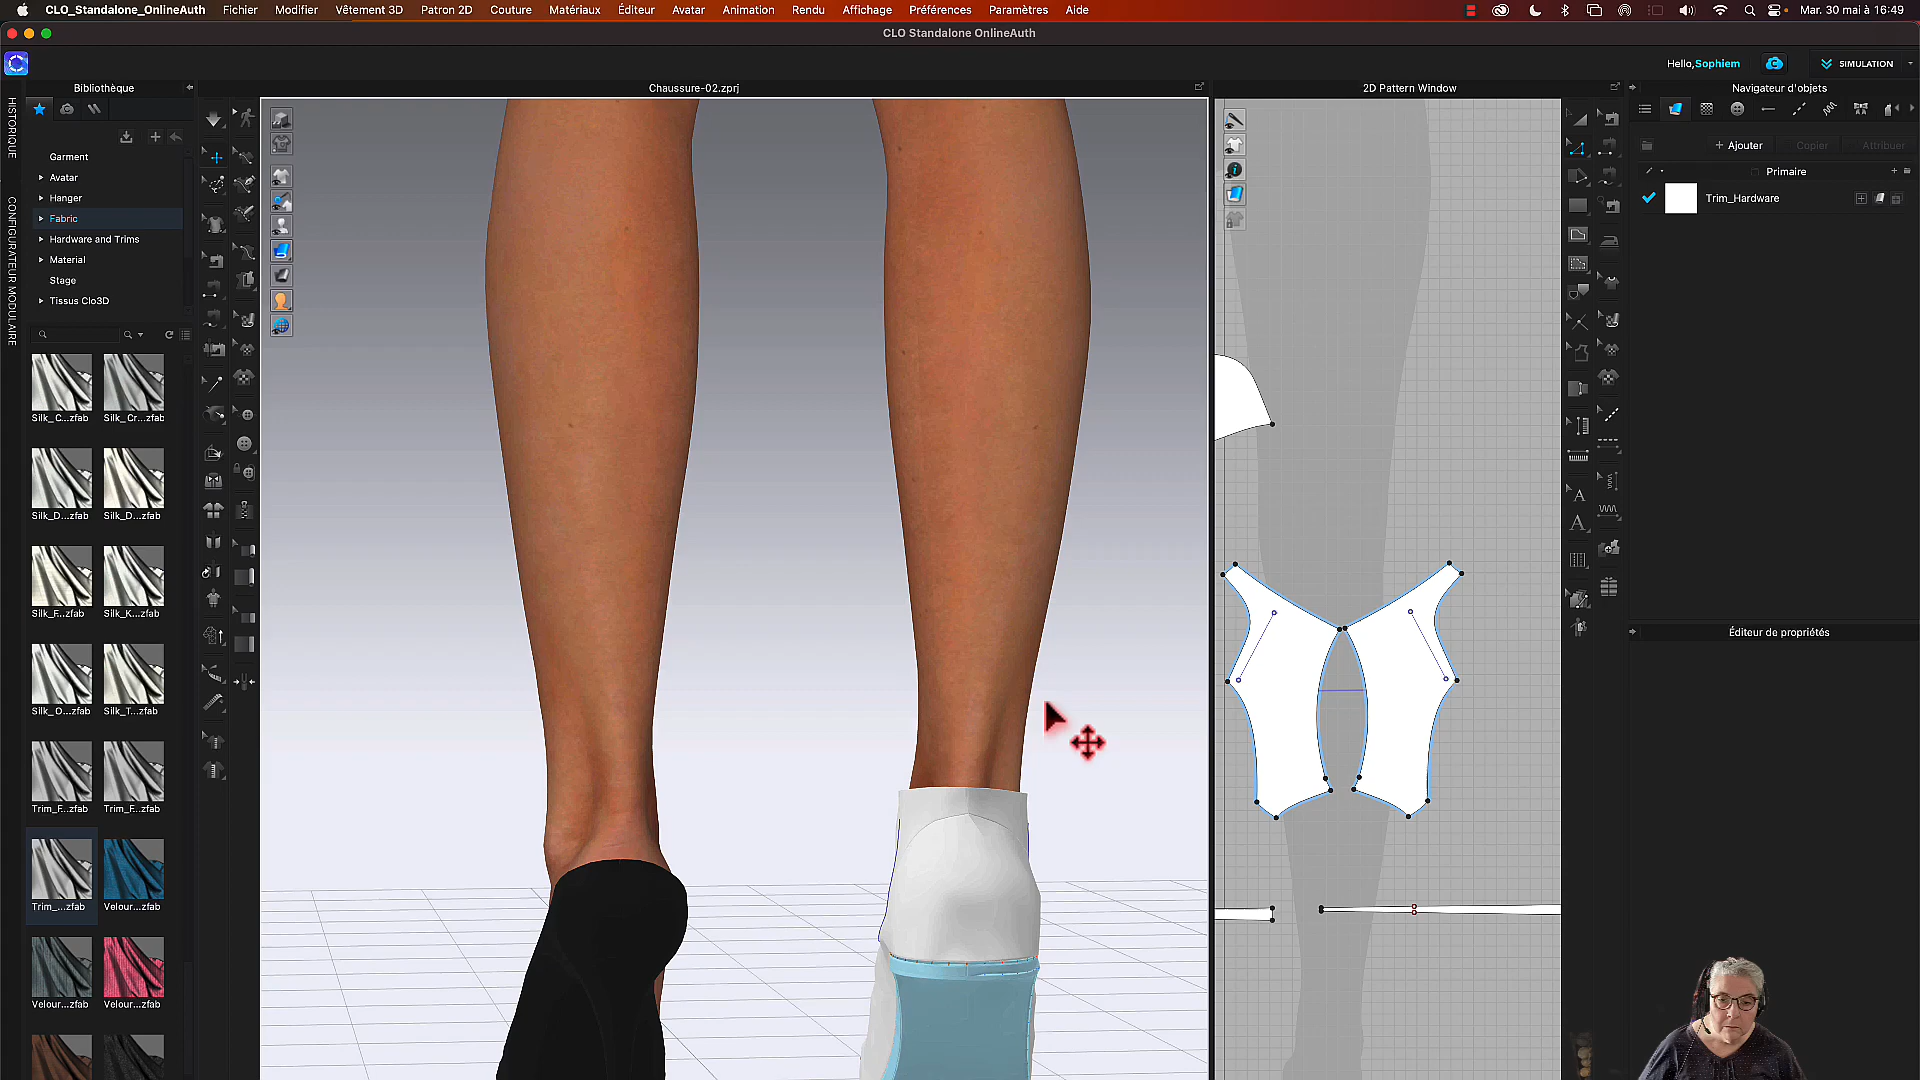 CLO_Standalone_OnlineAuth Fichier Modifier Vêtement 3D Patron 2D Couture Matériaux Éditeur Avatar Animation Rendu Affichage Préférences Paramètres Aide Mar. 30 mai à 16:49
CLO Standalone OnlineAuth
Hello,Sophiem SIMULATION
Bibliothèque
Chaussure-02.zprj
2D Pattern Window
Navigateur d'objets
HISTORIQUE
CONFIGURATEUR MODULAIRE
Garment
Avatar
Hanger
Fabric
Hardware and Trims
Material
Stage
Tissus Clo3D
+ Ajouter Copier Attribuer
Primaire
Trim_Hardware
Silk_ C...zfab Silk_ Cr...zfab
Silk_D...zfab Silk_D...zfab
Silk_F...zfab Silk_K...zfab
Silk_O...zfab Silk_T...zfab
Trim_F...zfab Trim_F...zfab
Trim_...zfab Velour...zfab
Velour...zfab Velour...zfab
Éditeur de propriétés
A
A